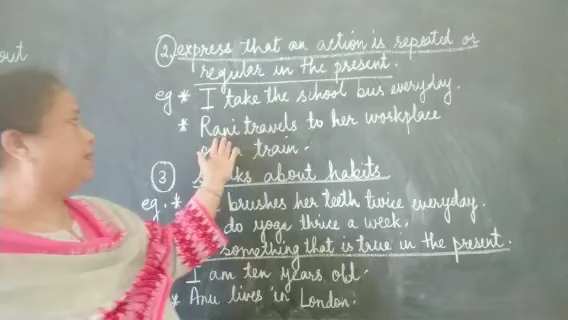 out
② express that an action is repeated or
regular in the present.
eg * I take the school bus everyday.
* Rani travels to her workplace
train.
③ about habits
eg. * brushes her teeth twice everyday.
do yoga thrice a week.
something that is true in the present.
I am ten years old.
* Anu lives in London.